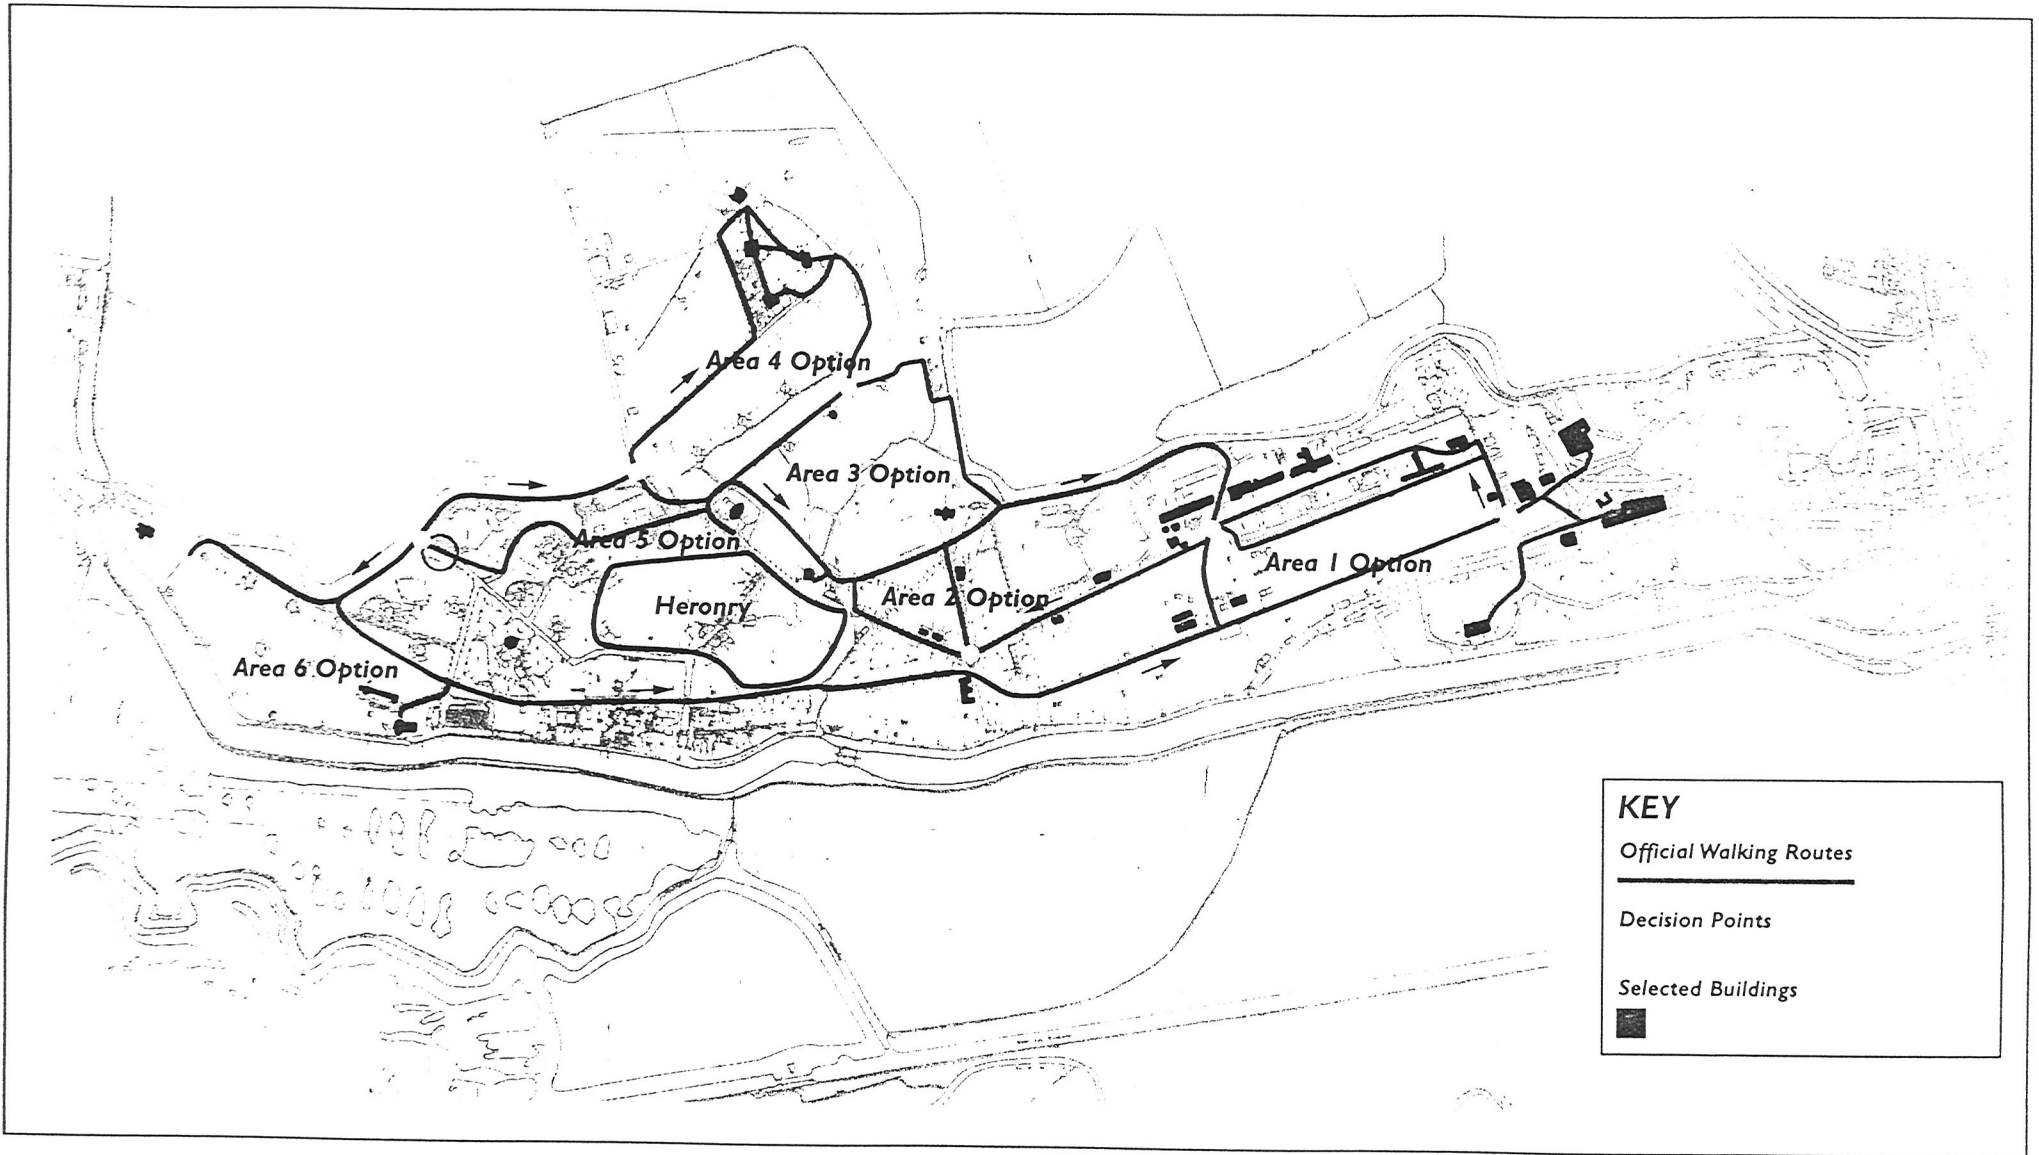 Area 4 Option
Area 3 Option
Area 5 Option
Area 1 Option
Heronry
Area 2 Option
Area 6 Option
KEY
Official Walking Routes
Decision Points
Selected Buildings